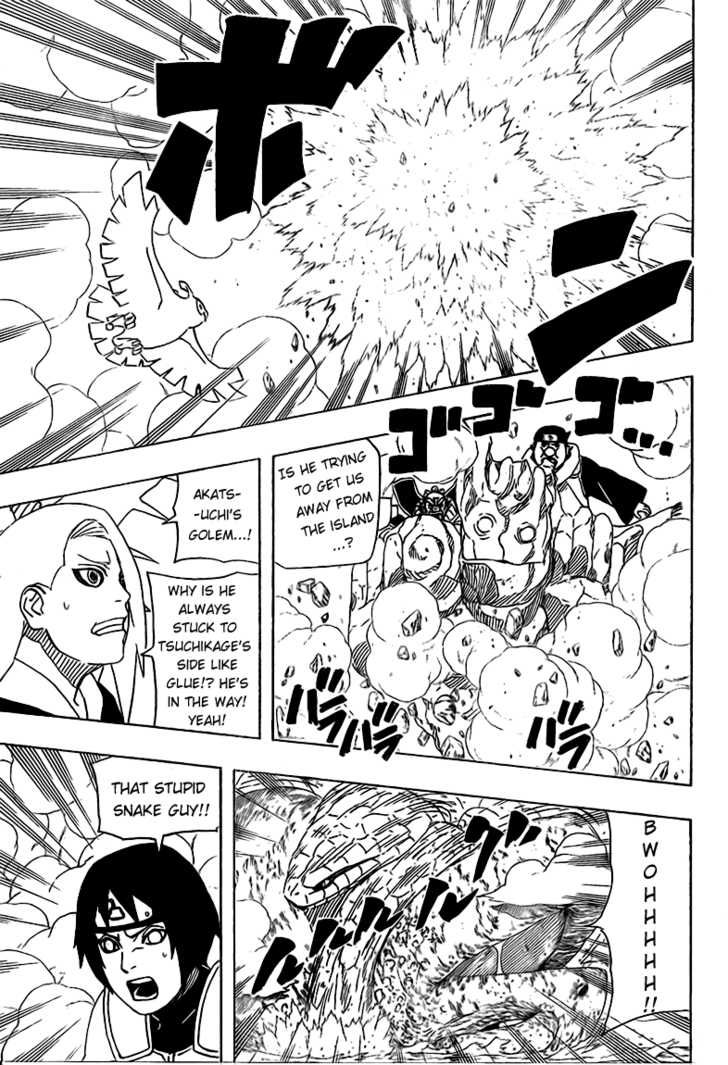 ボン
ゴゴゴ…
IS HE TRYING
TO GET US
AWAY FROM
THE ISLAND
...?
バラ
バラ
バラ
AKATS-
-UCHI'S
GOLEM...!
WHY IS HE
ALWAYS
STUCK TO
TSUCHIKAGE'S
SIDE LIKE
GLUE!? HE'S
IN THE WAY!
YEAH!
BWOHHHHHH!!
グルルルル
THAT STUPID
SNAKE GUY!!